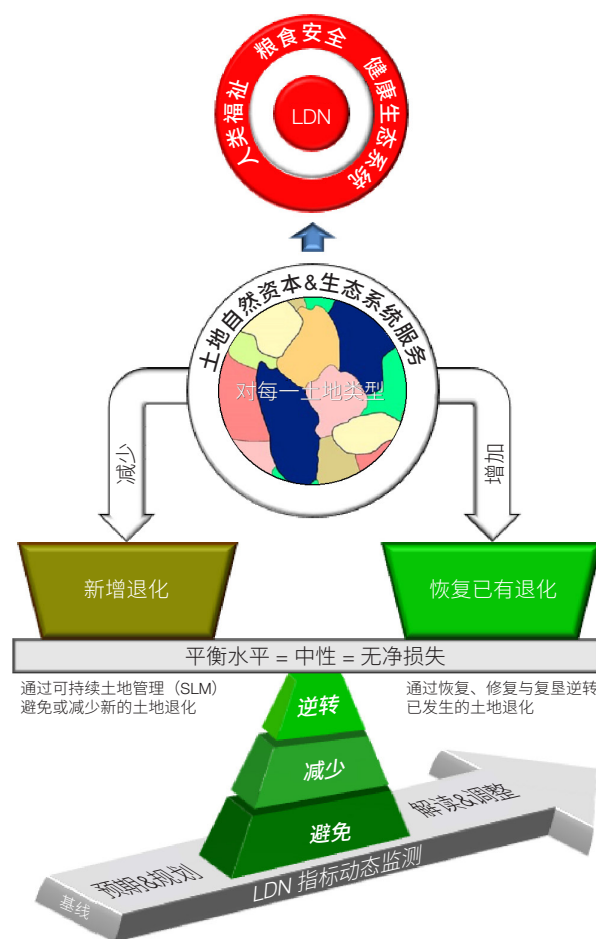 人类福祉 粮食安全 健康生态系统
LDN
土地自然资本&生态系统服务
对每一土地类型
减少
增加
新增退化
恢复已有退化
平衡水平 = 中性 = 无净损失
通过可持续土地管理（SLM）
避免或减少新的土地退化
通过恢复、修复与复垦逆转
已发生的土地退化
逆转
减少
避免
预期&规划
解读&调整
LDN 指标动态监测
基线